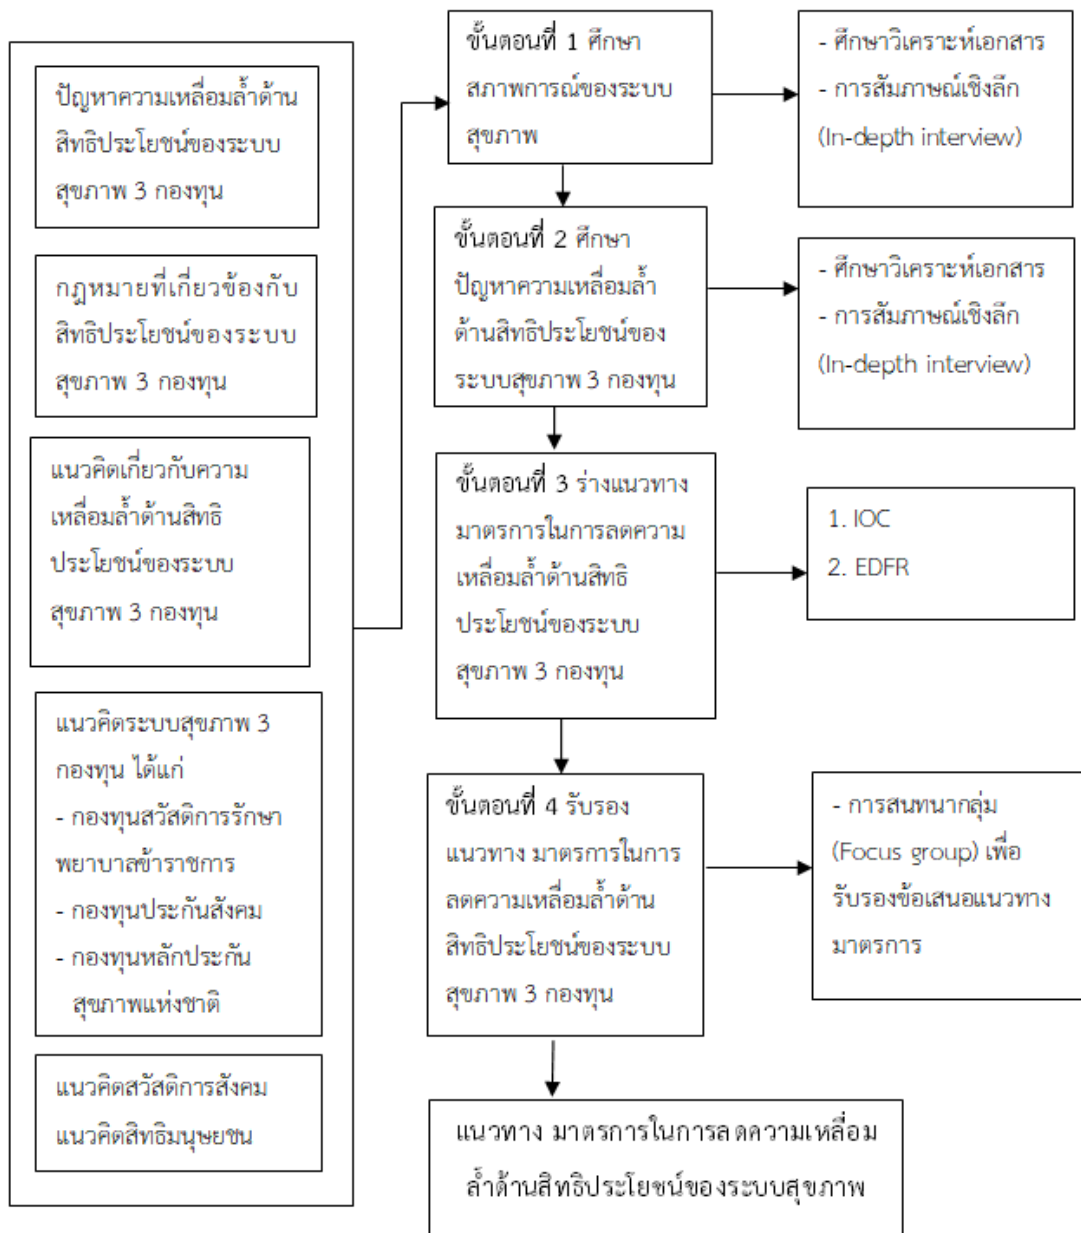 ปัญหาความเหลื่อมล้ำด้าน
สิทธิประโยชน์ของระบบ
สุขภาพ 3 กองทุน
กฎหมายที่เกี่ยวข้องกับ
สิทธิประโยชน์ของระบบ
สุขภาพ 3 กองทุน
แนวคิดเกี่ยวกับความ
เหลื่อมล้ำด้านสิทธิ
ประโยชน์ของระบบ
สุขภาพ 3 กองทุน
แนวคิดระบบสุขภาพ 3
กองทุน ได้แก่
- กองทุนสวัสดิการรักษา
พยาบาลข้าราชการ
- กองทุนประกันสังคม
- กองทุนหลักประกัน
สุขภาพแห่งชาติ
แนวคิดสวัสดิการสังคม
แนวคิดสิทธิมนุษยชน
ขั้นตอนที่ 1 ศึกษา
สภาพการณ์ของระบบ
สุขภาพ
- ศึกษาวิเคราะห์เอกสาร
- การสัมภาษณ์เชิงลึก
(In-depth interview)
ขั้นตอนที่ 2 ศึกษา
ปัญหาความเหลื่อมล้ำ
ด้านสิทธิประโยชน์ของ
ระบบสุขภาพ 3 กองทุน
- ศึกษาวิเคราะห์เอกสาร
- การสัมภาษณ์เชิงลึก
(In-depth interview)
ขั้นตอนที่ 3 ร่างแนวทาง
มาตรการในการลดความ
เหลื่อมล้ำด้านสิทธิ
ประโยชน์ของระบบ
สุขภาพ 3 กองทุน
1. IOC
2. EDFR
ขั้นตอนที่ 4 รับรอง
แนวทาง มาตรการในการ
ลดความเหลื่อมล้ำด้าน
สิทธิประโยชน์ของระบบ
สุขภาพ 3 กองทุน
- การสนทนากลุ่ม
(Focus group) เพื่อ
รับรองข้อเสนอแนวทาง
มาตรการ
แนวทาง มาตรการในการลดความเหลื่อม
ล้ำด้านสิทธิประโยชน์ของระบบสุขภาพ